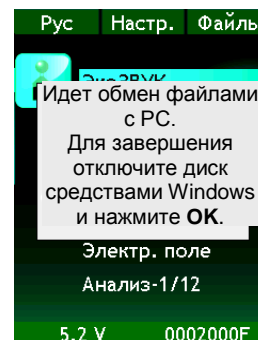 Рус Настр. Файлы
ЭкоЗВУК
Идет обмен файлами
с PC.
Для завершения
отключите диск
средствами Windows
и нажмите OK.
Электр. поле
Анализ-1/12
5.2 V 0002000F